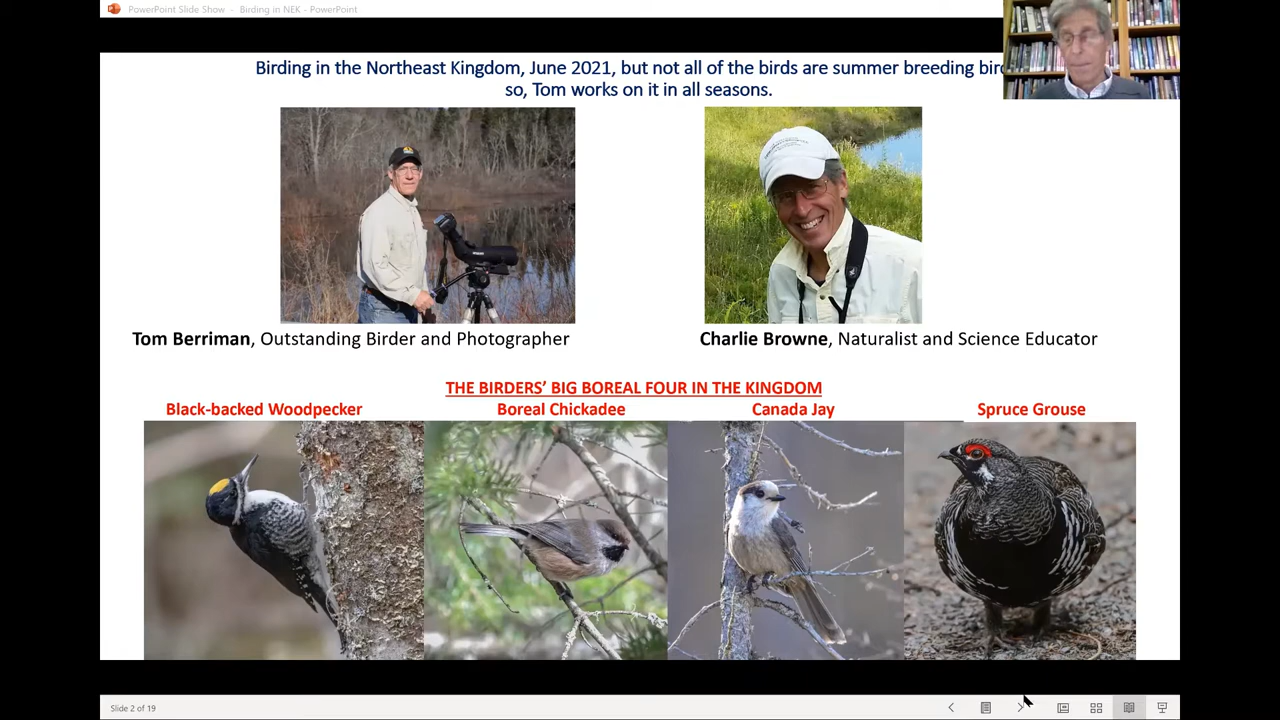 PowerPoint Slide Show - Birding in NEK - PowerPoint
Birding in the Northeast Kingdom, June 2021, but not all of the birds are summer breeding
so, Tom works on it in all seasons.
Tom Berriman, Outstanding Birder and Photographer
Charlie Browne, Naturalist and Science Educator
THE BIRDERS' BIG BOREAL FOUR IN THE KINGDOM
Black-backed Woodpecker
Boreal Chickadee
Canada Jay
Spruce Grouse
Slide 2 of 19